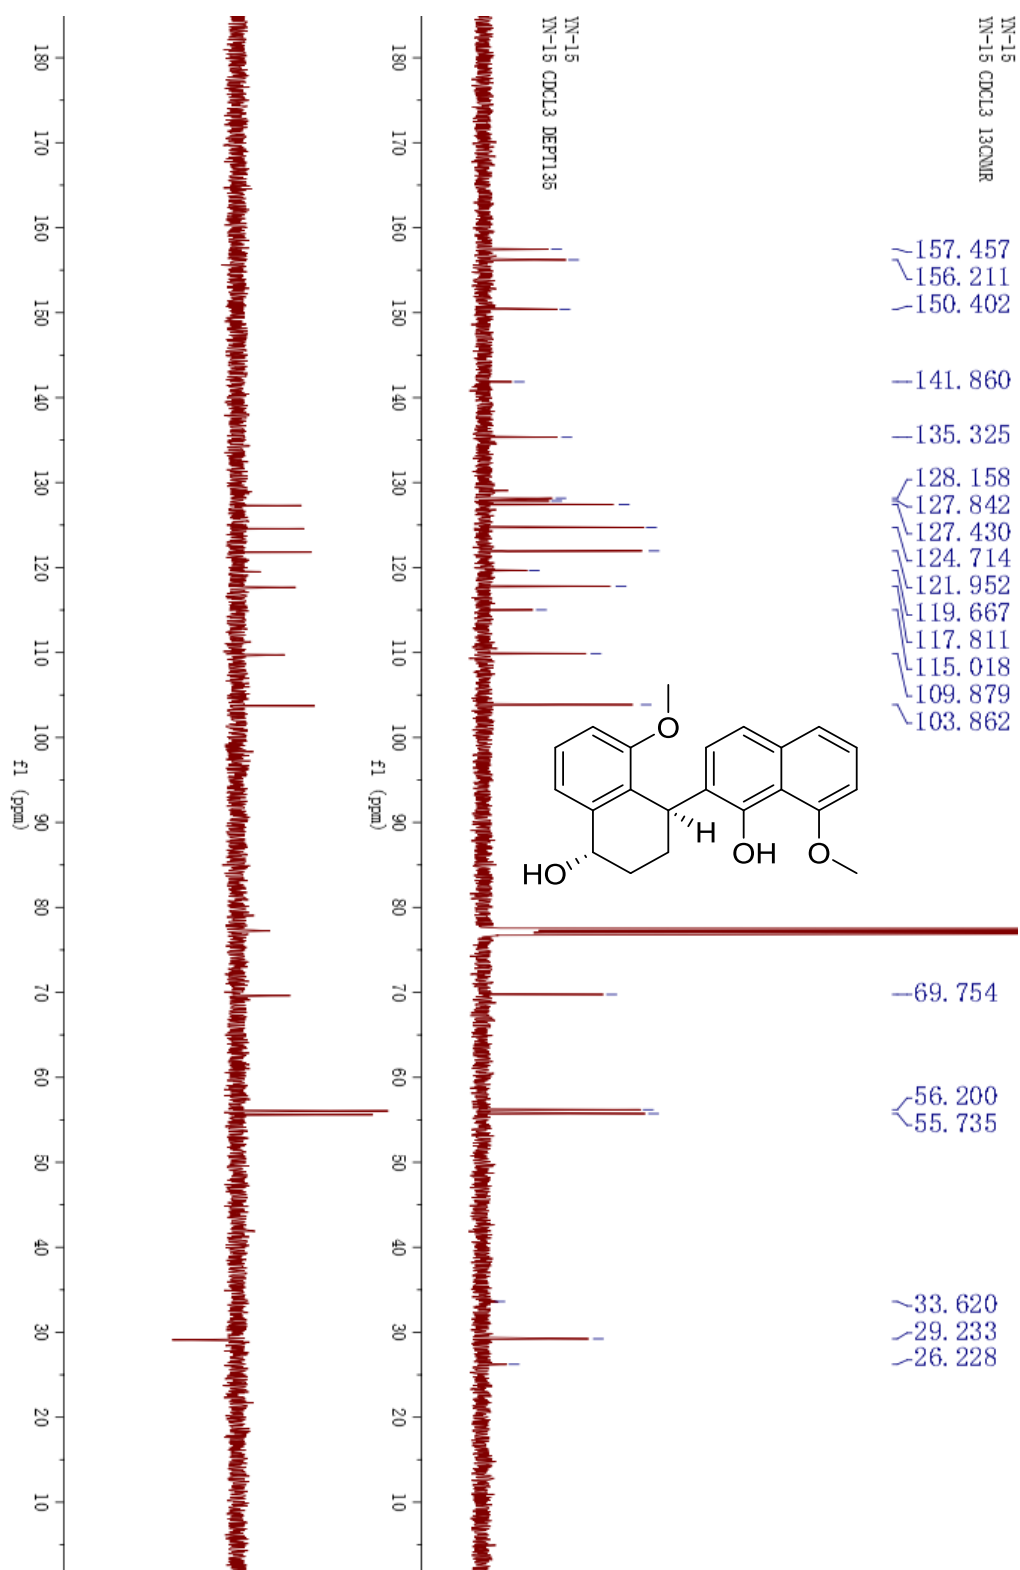 YN-15
YN-15 CDCL3 13CNMR
157.457
156.211
150.402
141.860
135.325
128.158
127.842
127.430
124.714
121.952
119.667
117.811
115.018
109.879
103.862
69.754
56.200
55.735
33.620
29.233
26.228
O
H
OH
O
HO
180 170 160 150 140 130 120 110 100 90 80 70 60 50 40 30 20 10
f1 (ppm)
YN-15
YN-15 CDCL3 DEPT135
180 170 160 150 140 130 120 110 100 90 80 70 60 50 40 30 20 10
f1 (ppm)